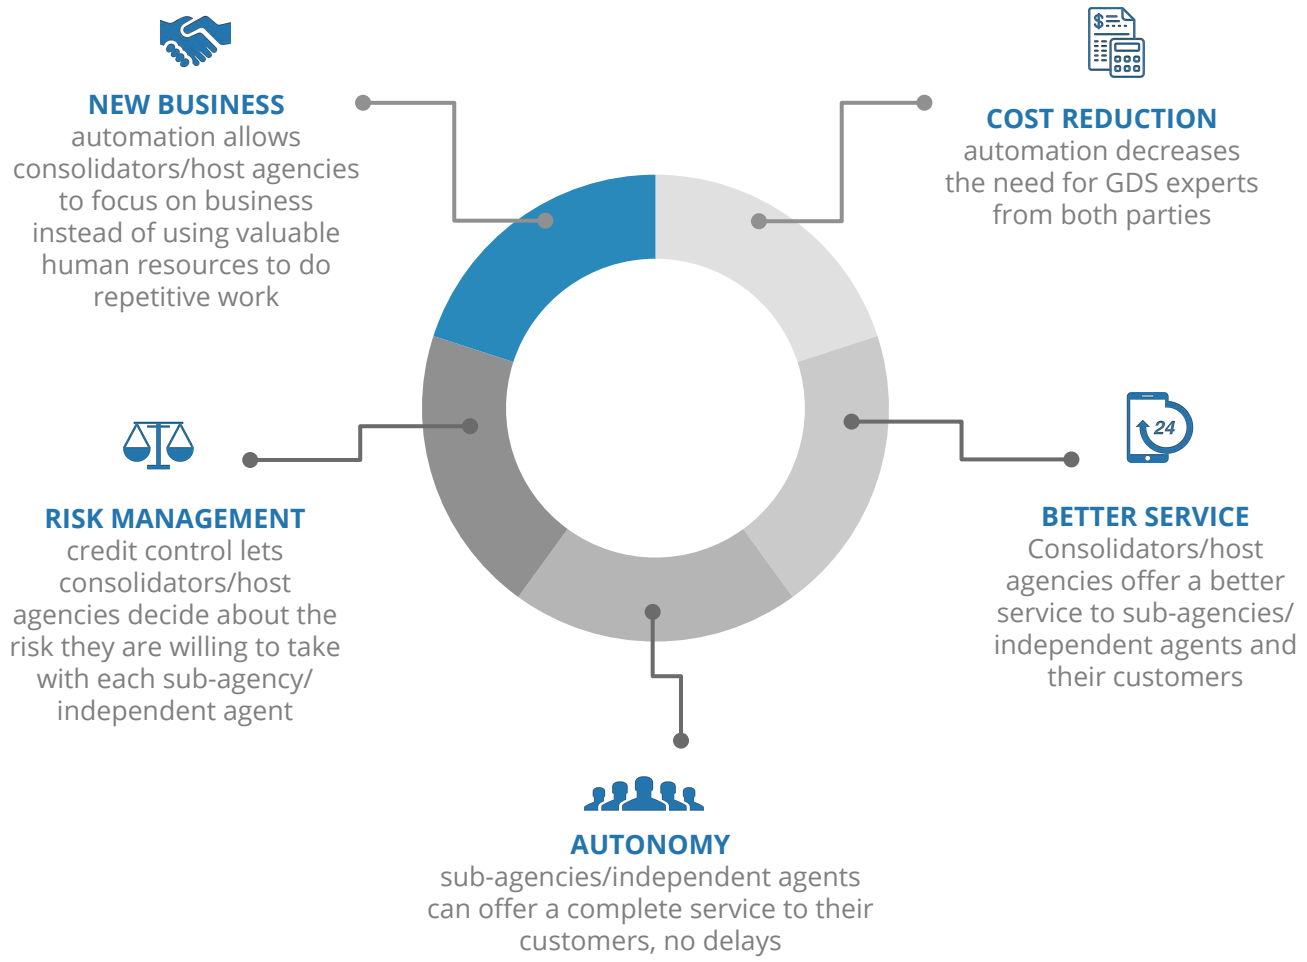 NEW BUSINESS
automation allows
consolidators/host agencies
to focus on business
instead of using valuable
human resources to do
repetitive work
$
COST REDUCTION
automation decreases
the need for GDS experts
from both parties
RISK MANAGEMENT
credit control lets
consolidators/host
agencies decide about the
risk they are willing to take
with each sub-agency/
independent agent
24
BETTER SERVICE
Consolidators/host
agencies offer a better
service to sub-agencies/
independent agents and
their customers
AUTONOMY
sub-agencies/independent agents
can offer a complete service to their
customers, no delays